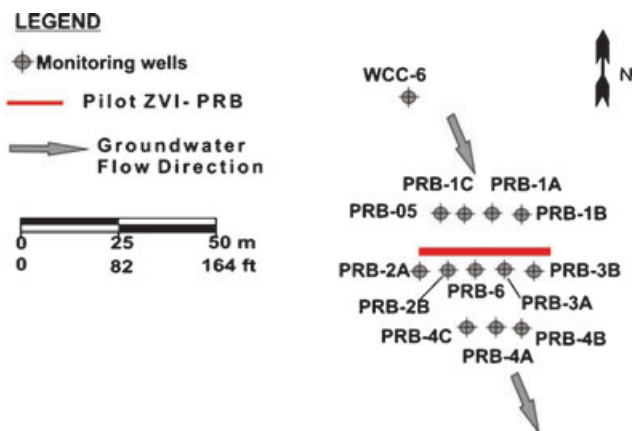 LEGEND
Monitoring wells
Pilot ZVI- PRB
Groundwater
Flow Direction
0 25 50 m
0 82 164 ft
N
WCC-6
PRB-1C PRB-1A
PRB-05 PRB-1B
PRB-2A PRB-3B
PRB-6
PRB-2B PRB-3A
PRB-4C PRB-4B
PRB-4A